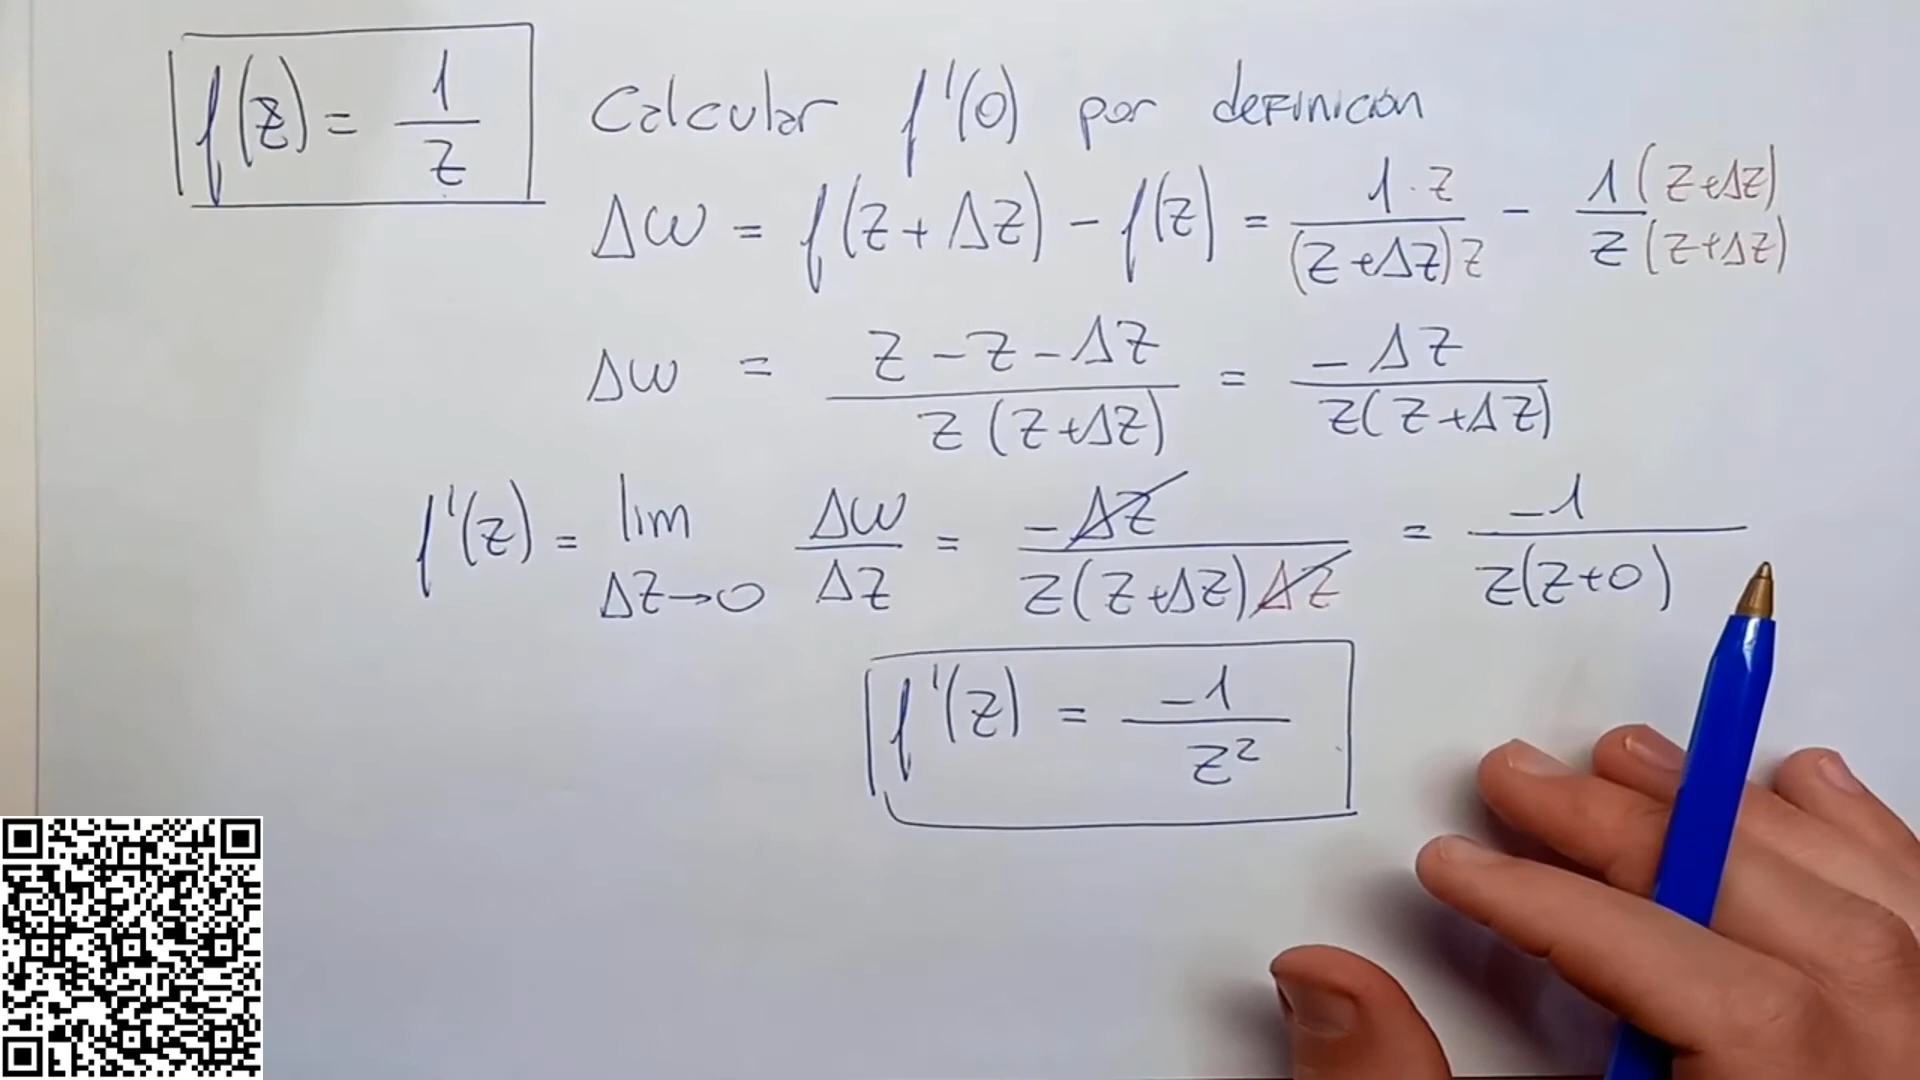 f(z) = 1/z
Calcular f'(0) por definición
Δw = f(z+Δz) - f(z) = 1·z/(z+Δz)z - 1(z+Δz)/z(z+Δz)
Δw = z-z-Δz/z(z+Δz) = -Δz/z(z+Δz)
f'(z) = lim Δz→0 Δw/Δz = -Δz/z(z+Δz)Δz = -1/z(z+0)
f'(z) = -1/z²